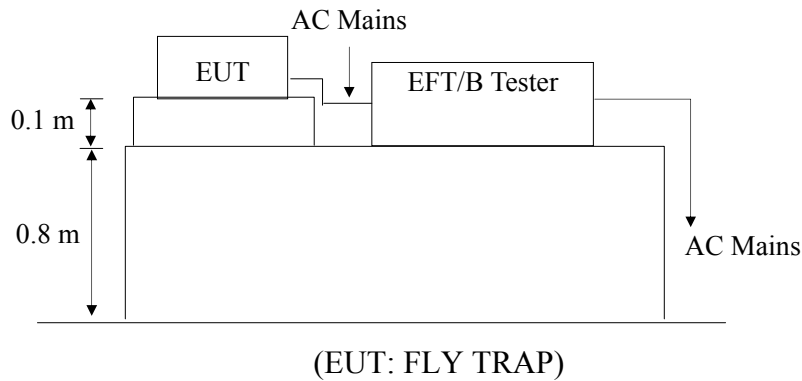 AC Mains
EUT
EFT/B Tester
0.1 m
0.8 m
AC Mains
(EUT: FLY TRAP)